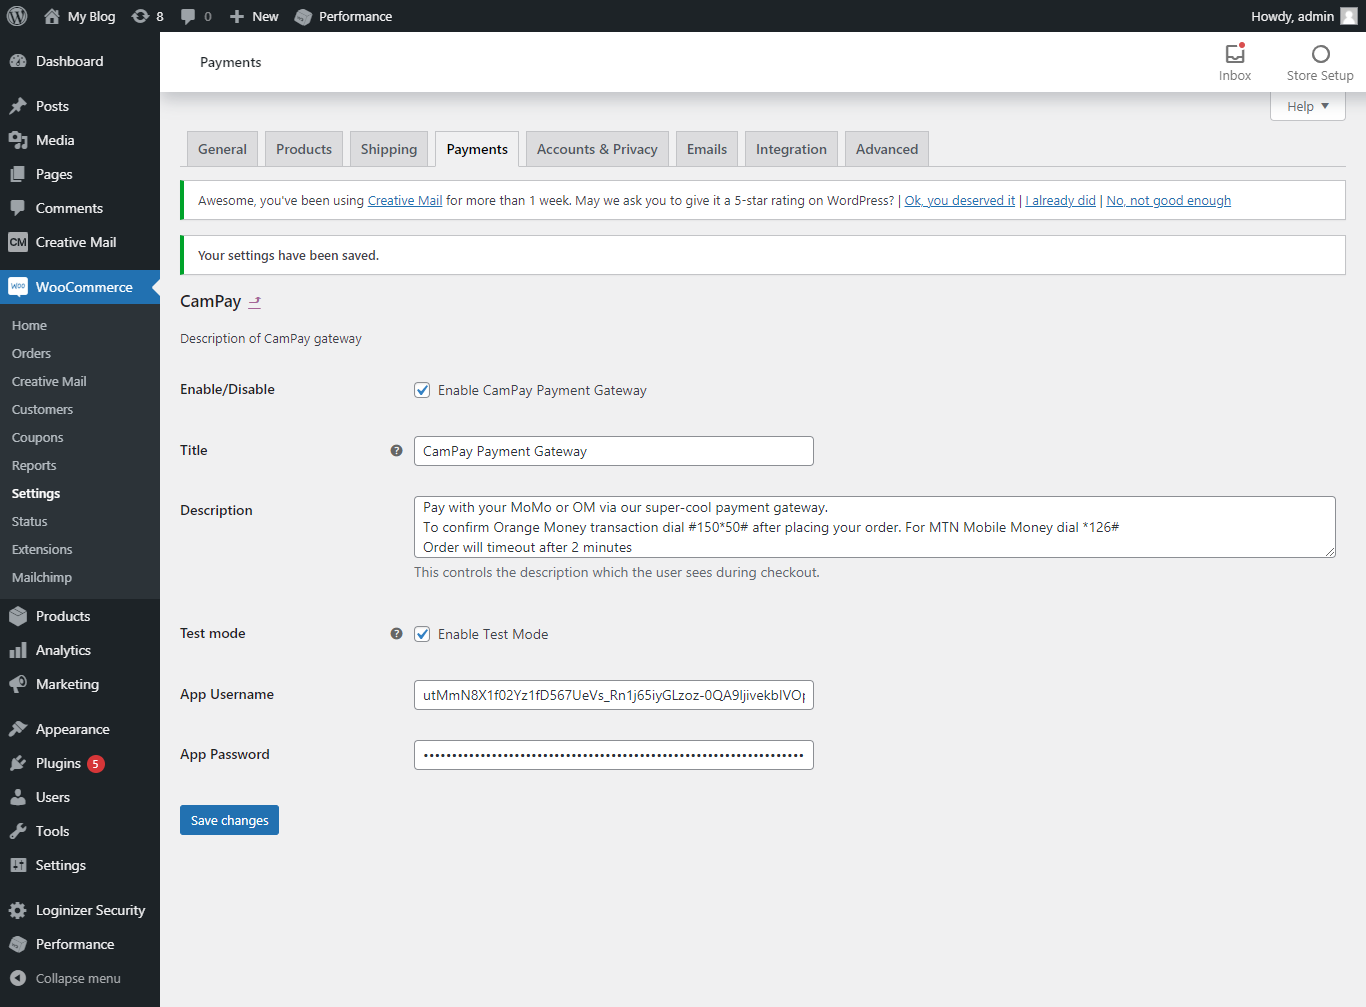 My Blog 8 0 New Performance Howdy, admin
Dashboard
Posts
Media
Pages
Comments
CM Creative Mail
WOO WooCommerce
Home
Orders
Creative Mail
Customers
Coupons
Reports
Settings
Status
Extensions
Mailchimp
Products
Analytics
Marketing
Appearance
Plugins 5
Users
Tools
Settings
Loginizer Security
Performance
Collapse menu
Payments
Inbox
Store Setup
Help
General Products Shipping Payments Accounts & Privacy Emails Integration Advanced
Awesome, you've been using Creative Mail for more than 1 week. May we ask you to give it a 5-star rating on WordPress? | Ok, you deserved it | I already did | No, not good enough
Your settings have been saved.
CamPay
Description of CamPay gateway
Enable/Disable Enable CamPay Payment Gateway
Title ? CamPay Payment Gateway
Description
Pay with your MoMo or OM via our super-cool payment gateway.
To confirm Orange Money transaction dial #150*50# after placing your order. For MTN Mobile Money dial *126#
Order will timeout after 2 minutes
This controls the description which the user sees during checkout.
Test mode ? Enable Test Mode
App Username
App Password
Save changes